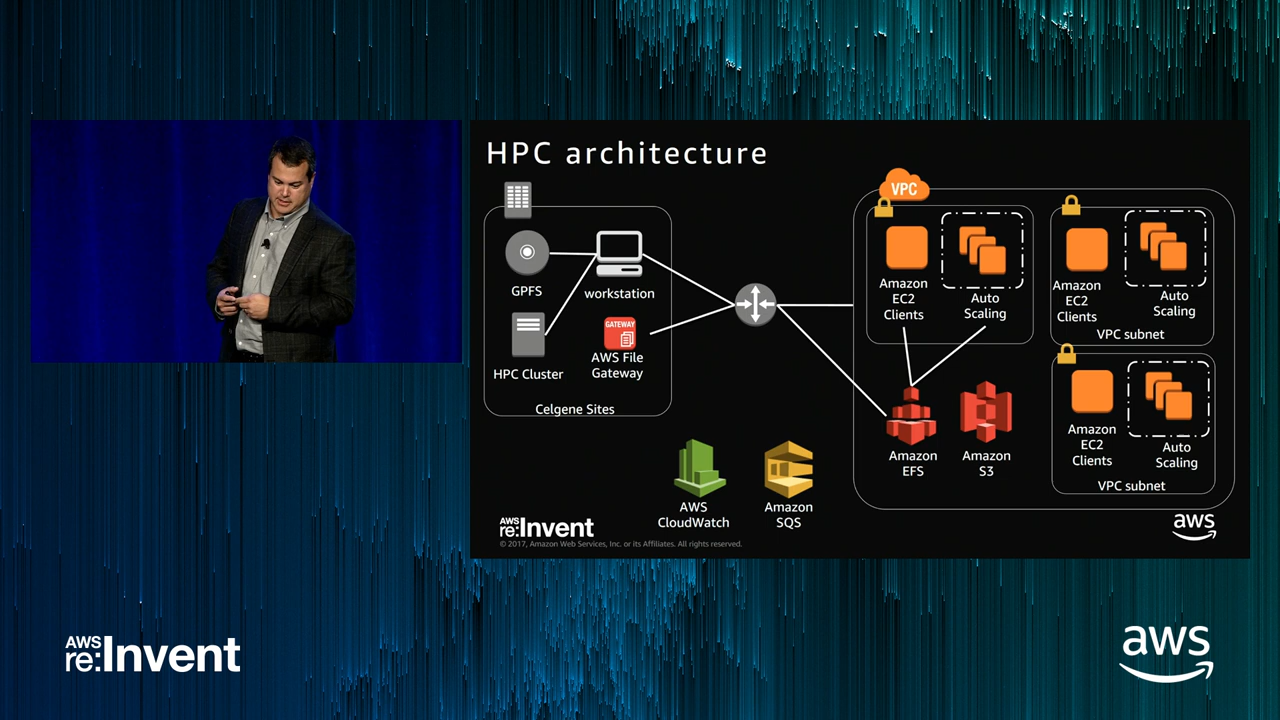 HPC architecture
VPC
GPFS
workstation
HPC Cluster
GATEWAY
AWS File
Gateway
Celgene Sites
Amazon
EC2
Clients
Auto
Scaling
Amazon
EC2
Clients
Auto
Scaling
VPC subnet
Amazon
EC2
Clients
Auto
Scaling
VPC subnet
Amazon
EFS
Amazon
S3
AWS
CloudWatch
Amazon
SQS
AWS
re:Invent
© 2017, Amazon Web Services, Inc. or its Affiliates. All rights reserved.
aws
AWS
re:Invent
aws